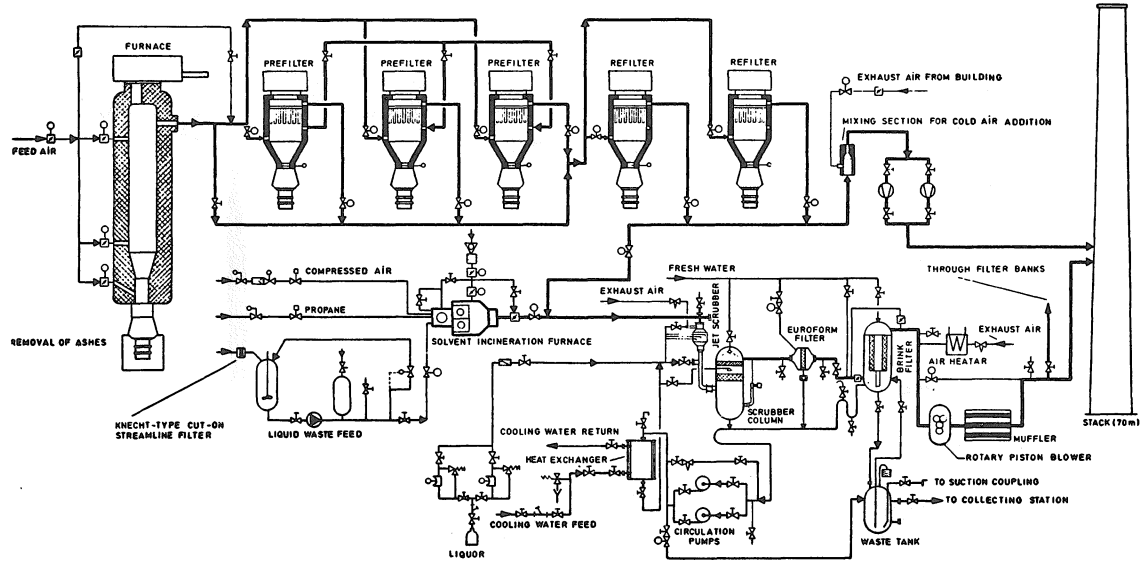 FURNACE
PREFILTER
PREFILTER
PREFILTER
REFILTER
REFILTER
EXHAUST AIR FROM BUILDING
MIXING SECTION FOR COLD AIR ADDITION
FEED AIR
COMPRESSED AIR
PROPANE
SOLVENT INCINERATION FURNACE
FRESH WATER
EXHAUST AIR
JET SCRUBBER
EUROFORM
FILTER
THROUGH FILTER BANKS
EXHAUST AIR
BRINK
FILTER
AIR HEATAR
REMOVAL OF ASHES
KNECHT-TYPE CUT-ON
STREAMLINE FILTER
LIQUID WASTE FEED
SCRUBBER
COLUMN
MUFFLER
ROTARY PISTON BLOWER
STACK (70m)
COOLING WATER RETURN
HEAT EXCHANGER
COOLING WATER FEED
LIQUOR
CIRCULATION
PUMPS
TO SUCTION COUPLING
TO COLLECTING STATION
WASTE TANK